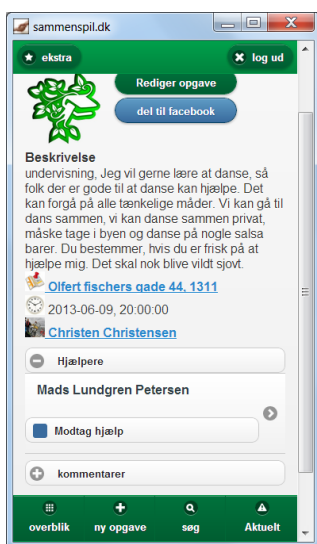 sammenspil.dk
ekstra
log ud
Rediger opgave
del til facebook
Beskrivelse
undervisning, Jeg vil gerne lære at danse, så
folk der er gode til at danse kan hjælpe. Det
kan forgå på alle tænkelige måder. Vi kan gå til
dans sammen, vi kan danse sammen privat,
måske tage i byen og danse på nogle salsa
barer. Du bestemmer, hvis du er frisk på at
hjælpe mig. Det skal nok blive vildt sjovt.
Olfert fischers gade 44, 1311
2013-06-09, 20:00:00
Christen Christensen
Hjælpere
Mads Lundgren Petersen
Modtag hjælp
kommentarer
overblik ny opgave søg Aktuelt